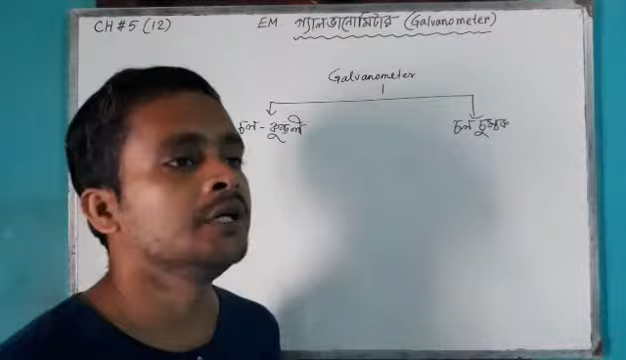 CH # 5 (12) EM. গ্যালভানোমিটার (Galvanometer)
Galvanometer
চল - কুন্ডলী চল চুম্বক